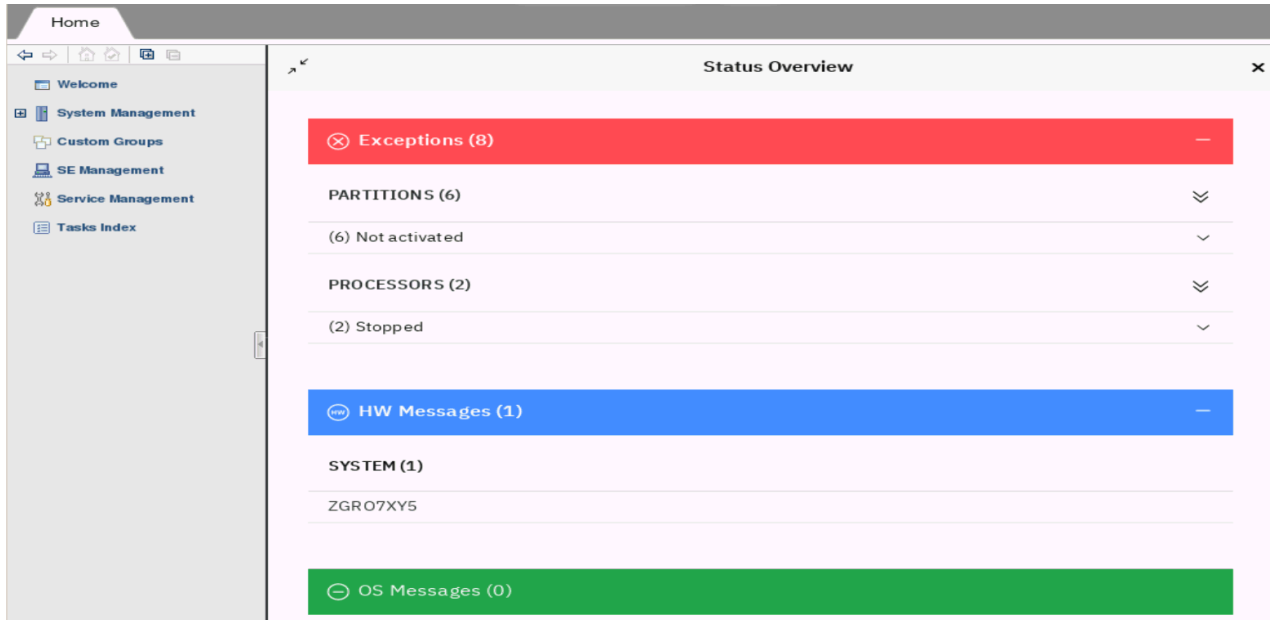 Home
Welcome
System Management
Custom Groups
SE Management
Service Management
Tasks Index
Status Overview
Exceptions (8)
PARTITIONS (6)
(6) Not activated
PROCESSORS (2)
(2) Stopped
HW HW Messages (1)
SYSTEM (1)
ZGRO7XY5
OS Messages (0)